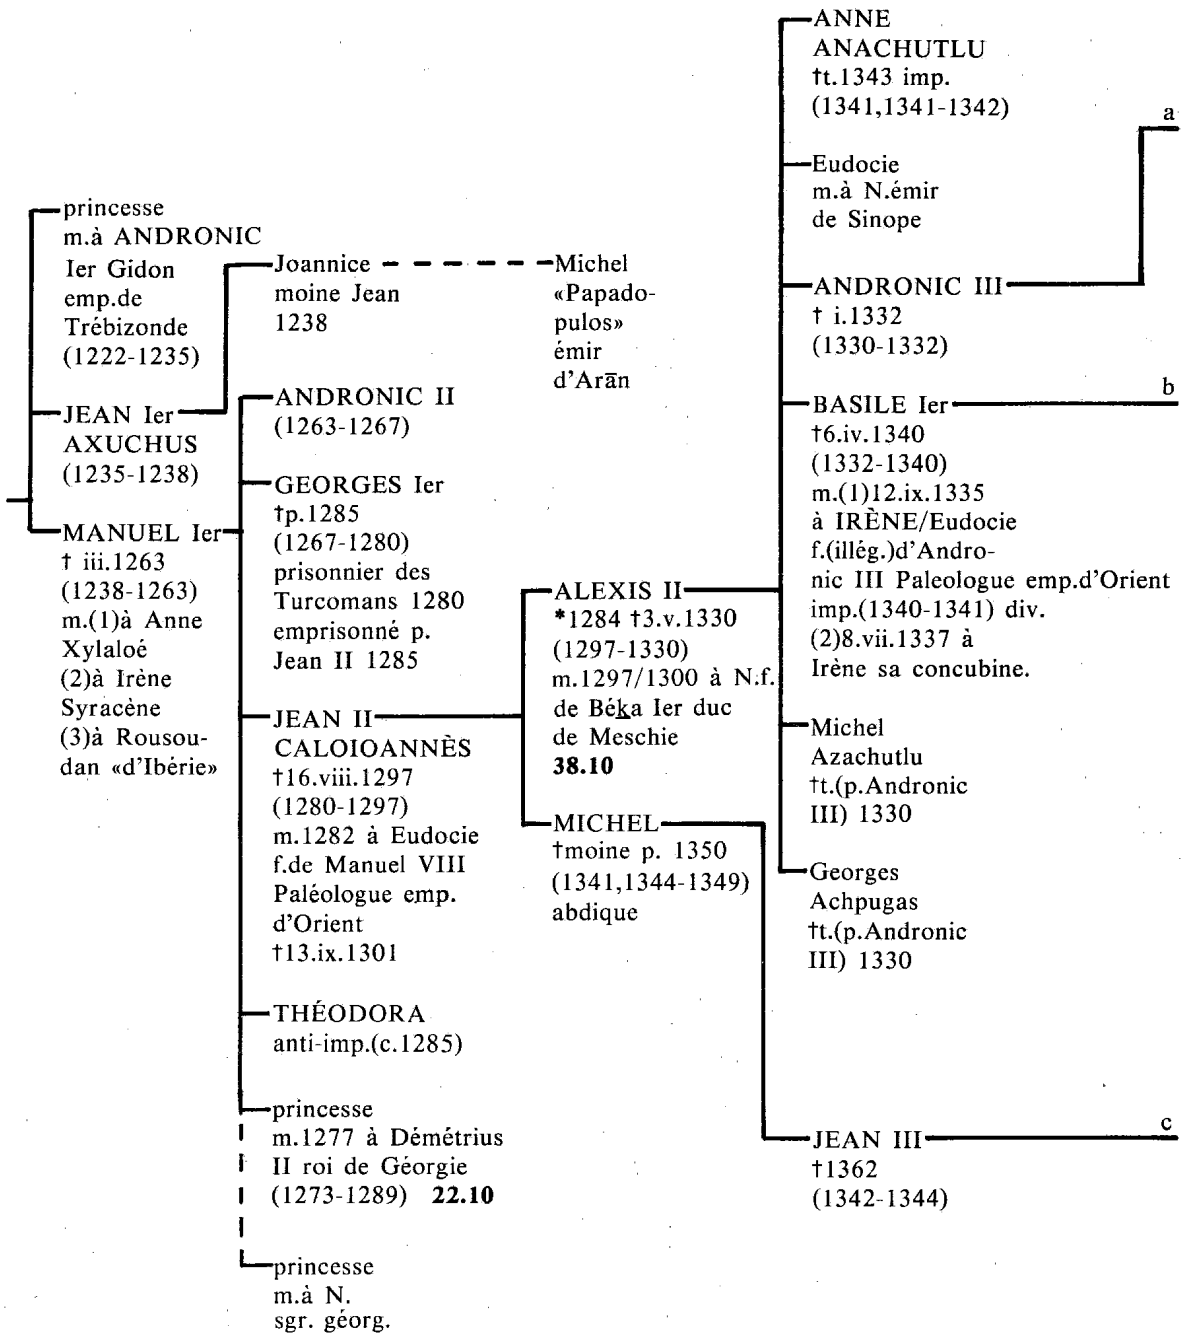 princesse
m.à ANDRONIC
Ier Gidon
emp.de
Trébizonde
(1222-1235)
JEAN Ier
AXUCHUS
(1235-1238)
MANUEL Ier
† iii.1263
(1238-1263)
m.(1)à Anne
Xylaloé
(2)à Irène
Syracène
(3)à Rousou-
dan «d'Ibérie»
Joannice
moine Jean
1238
ANDRONIC II
(1263-1267)
GEORGES Ier
†p.1285
(1267-1280)
prisonnier des
Turcomans 1280
emprisonné p.
Jean II 1285
JEAN II
CALOIOANNÈS
†16.viii.1297
(1280-1297)
m.1282 à Eudocie
f.de Manuel VIII
Paléologue emp.
d'Orient
†13.ix.1301
THÉODORA
anti-imp.(c.1285)
princesse
m.1277 à Démétrius
II roi de Géorgie
(1273-1289) 22.10
princesse
m.à N.
sgr. géorg.
Michel
«Papado-
pulos»
émir
d'Arān
ALEXIS II
*1284 †3.v.1330
(1297-1330)
m.1297/1300 à N.f.
de Béḵa Ier duc
de Meschie
38.10
MICHEL
†moine p. 1350
(1341,1344-1349)
abdique
ANNE
ANACHUTLU
†t.1343 imp.
(1341,1341-1342)
Eudocie
m.à N.émir
de Sinope
ANDRONIC III
† i.1332
(1330-1332)
a
BASILE Ier
†6.iv.1340
(1332-1340)
m.(1)12.ix.1335
à IRÈNE/Eudocie
f.(illég.)d'Andro-
nic III Paleologue emp.d'Orient
imp.(1340-1341) div.
(2)8.vii.1337 à
Irène sa concubine.
b
Michel
Azachutlu
†t.(p.Andronic
III) 1330
Georges
Achpugas
†t.(p.Andronic
III) 1330
JEAN III
†1362
(1342-1344)
c